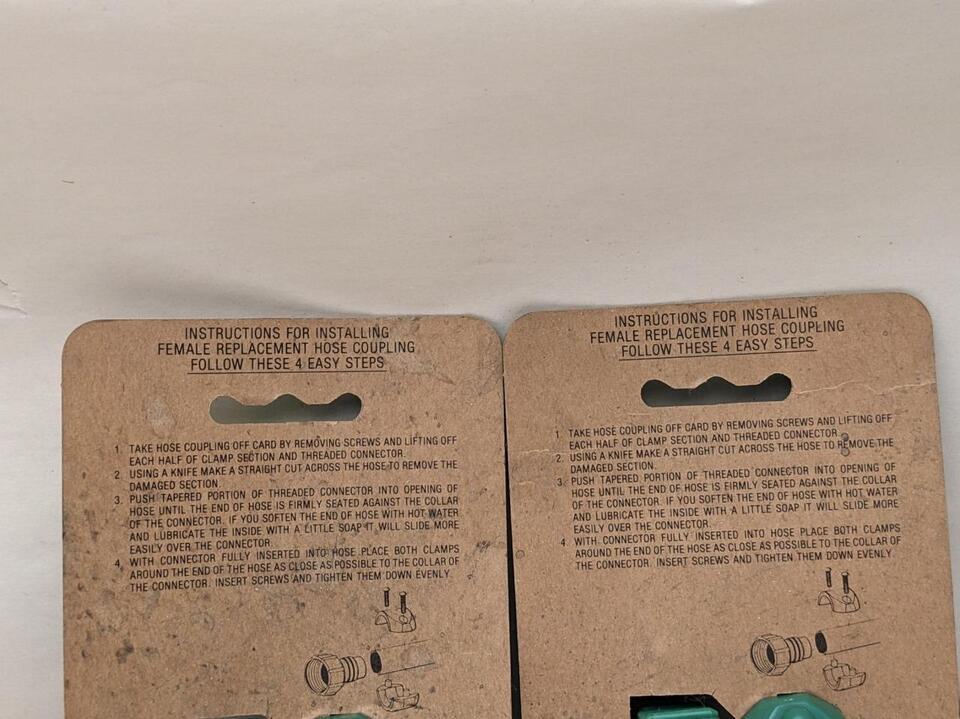 INSTRUCTIONS FOR INSTALLING
FEMALE REPLACEMENT HOSE COUPLING
FOLLOW THESE 4 EASY STEPS
1. TAKE HOSE COUPLING OFF CARD BY REMOVING SCREWS AND LIFTING OFF
EACH HALF OF CLAMP SECTION AND THREADED CONNECTOR.
2. USING A KNIFE MAKE A STRAIGHT CUT ACROSS THE HOSE TO REMOVE THE
DAMAGED SECTION.
3. PUSH TAPERED PORTION OF THREADED CONNECTOR INTO OPENING OF
HOSE UNTIL THE END OF HOSE IS FIRMLY SEATED AGAINST THE COLLAR
OF THE CONNECTOR. IF YOU SOFTEN THE END OF HOSE WITH HOT WATER
AND LUBRICATE THE INSIDE WITH A LITTLE SOAP IT WILL SLIDE MORE
EASILY OVER THE CONNECTOR.
4. WITH CONNECTOR FULLY INSERTED INTO HOSE PLACE BOTH CLAMPS
AROUND THE END OF THE HOSE AS CLOSE AS POSSIBLE TO THE COLLAR OF
THE CONNECTOR. INSERT SCREWS AND TIGHTEN THEM DOWN EVENLY.
INSTRUCTIONS FOR INSTALLING
FEMALE REPLACEMENT HOSE COUPLING
FOLLOW THESE 4 EASY STEPS
1. TAKE HOSE COUPLING OFF CARD BY REMOVING SCREWS AND LIFTING OFF
EACH HALF OF CLAMP SECTION AND THREADED CONNECTOR.
2. USING A KNIFE MAKE A STRAIGHT CUT ACROSS THE HOSE TO REMOVE THE
DAMAGED SECTION.
3. PUSH TAPERED PORTION OF THREADED CONNECTOR INTO OPENING OF
HOSE UNTIL THE END OF HOSE IS FIRMLY SEATED AGAINST THE COLLAR
OF THE CONNECTOR. IF YOU SOFTEN THE END OF HOSE WITH HOT WATER
AND LUBRICATE THE INSIDE WITH A LITTLE SOAP IT WILL SLIDE MORE
EASILY OVER THE CONNECTOR.
4. WITH CONNECTOR FULLY INSERTED INTO HOSE PLACE BOTH CLAMPS
AROUND THE END OF THE HOSE AS CLOSE AS POSSIBLE TO THE COLLAR OF
THE CONNECTOR. INSERT SCREWS AND TIGHTEN THEM DOWN EVENLY.